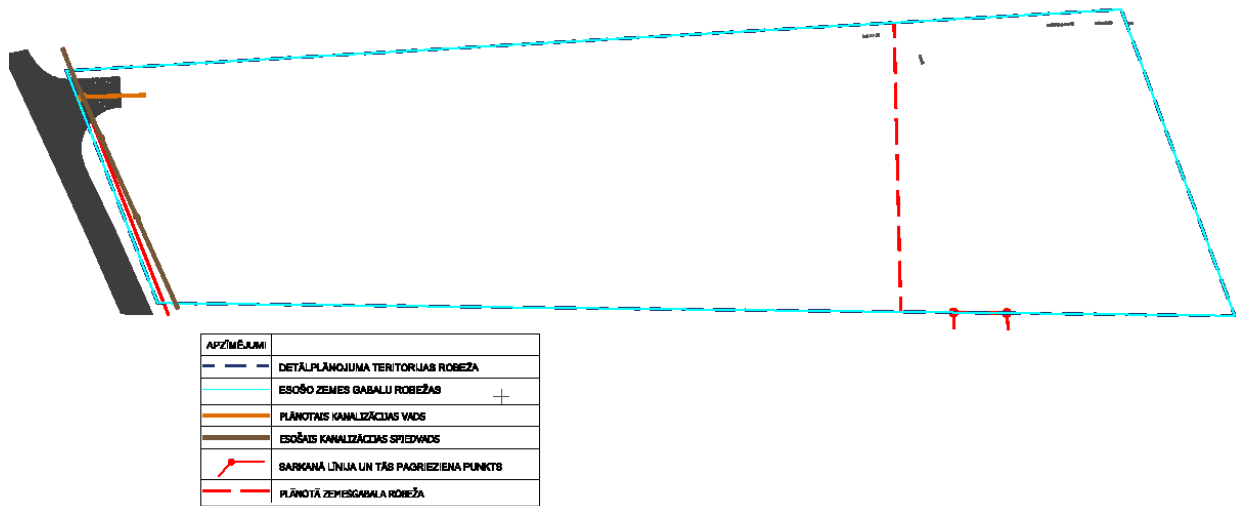 APZĪMĒJUMI
DETĀLPLĀNOJUMA TERITORIJAS ROBEŽA
ESOŠO ZEMES GABALU ROBEŽAS
PLĀNOTAIS KANALIZĀCIJAS VADS
ESOŠAIS KANALIZĀCIJAS SPIEDVADS
SARKANĀ LĪNIJA UN TĀS PAGRIEZIENA PUNKTS
PLĀNOTĀ ZEMESGABALA ROBEŽA